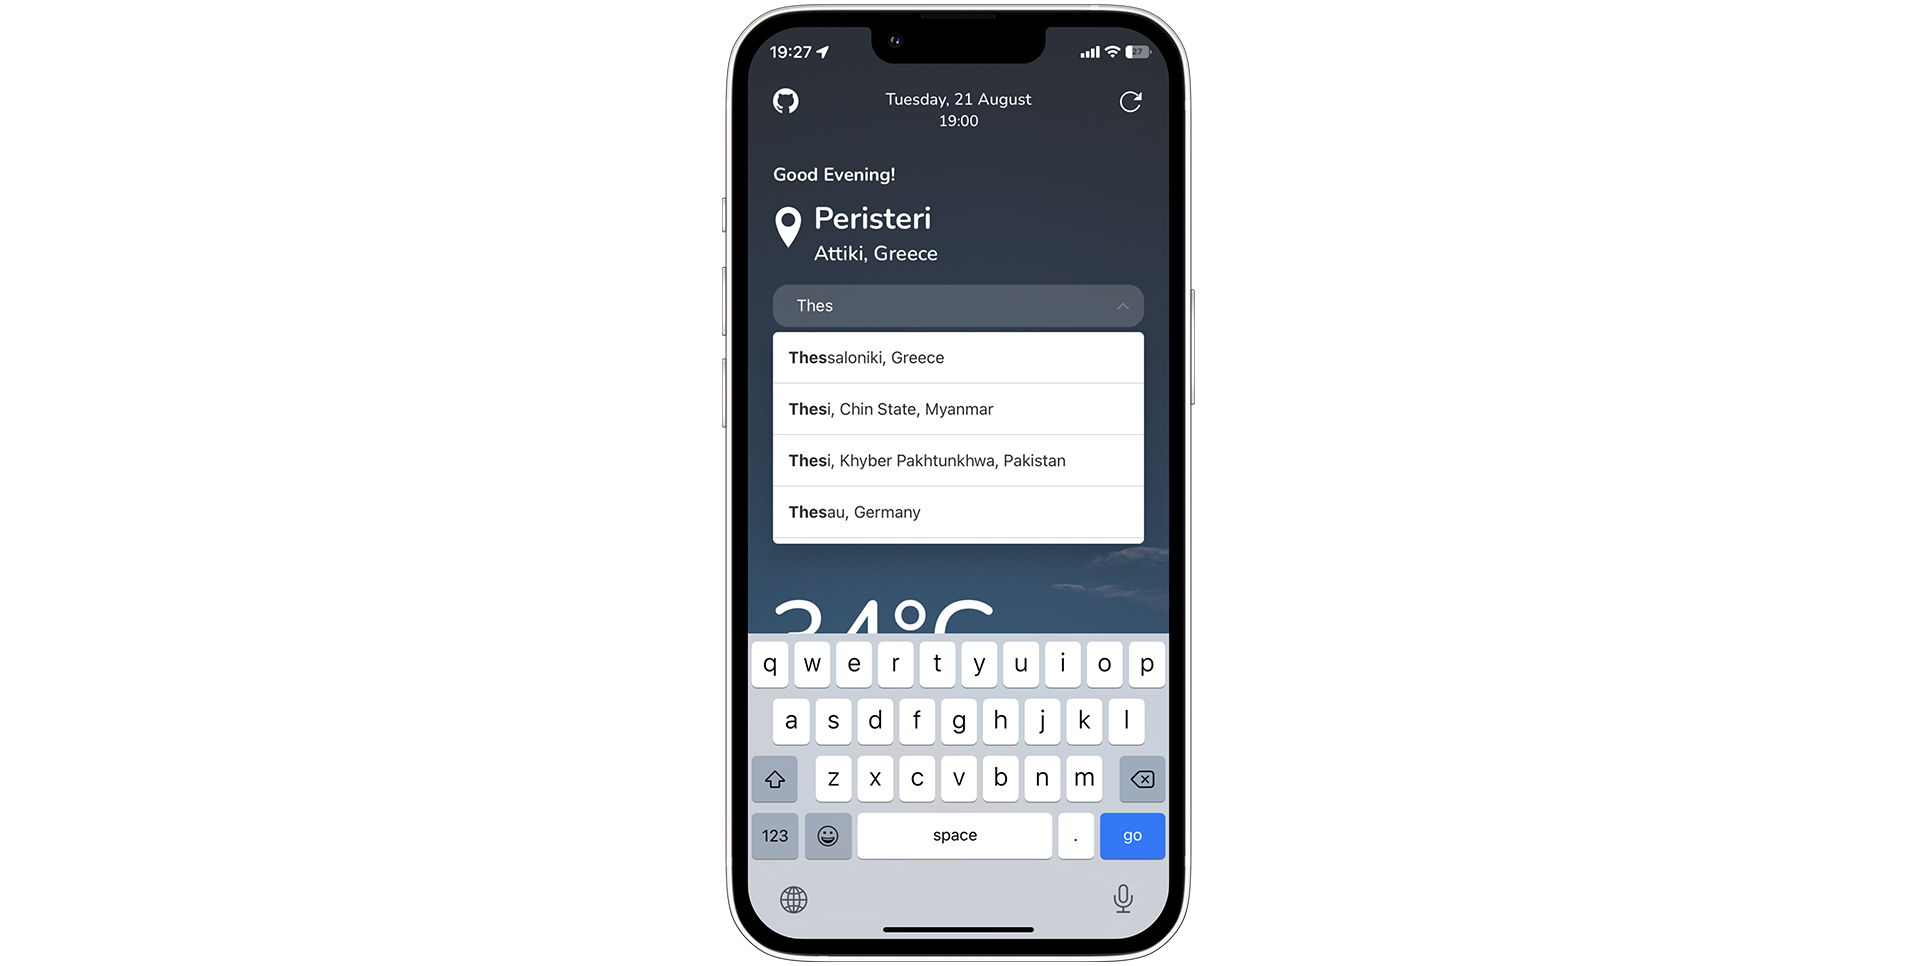 19:27
27
Tuesday, 21 August
19:00
Good Evening!
Peristeri
Attiki, Greece
Thes
Thessaloniki, Greece
Thesi, Chin State, Myanmar
Thesi, Khyber Pakhtunkhwa, Pakistan
Thesau, Germany
34°C
q w e r t y u i o p
a s d f g h j k l
z x c v b n m
123 space . go